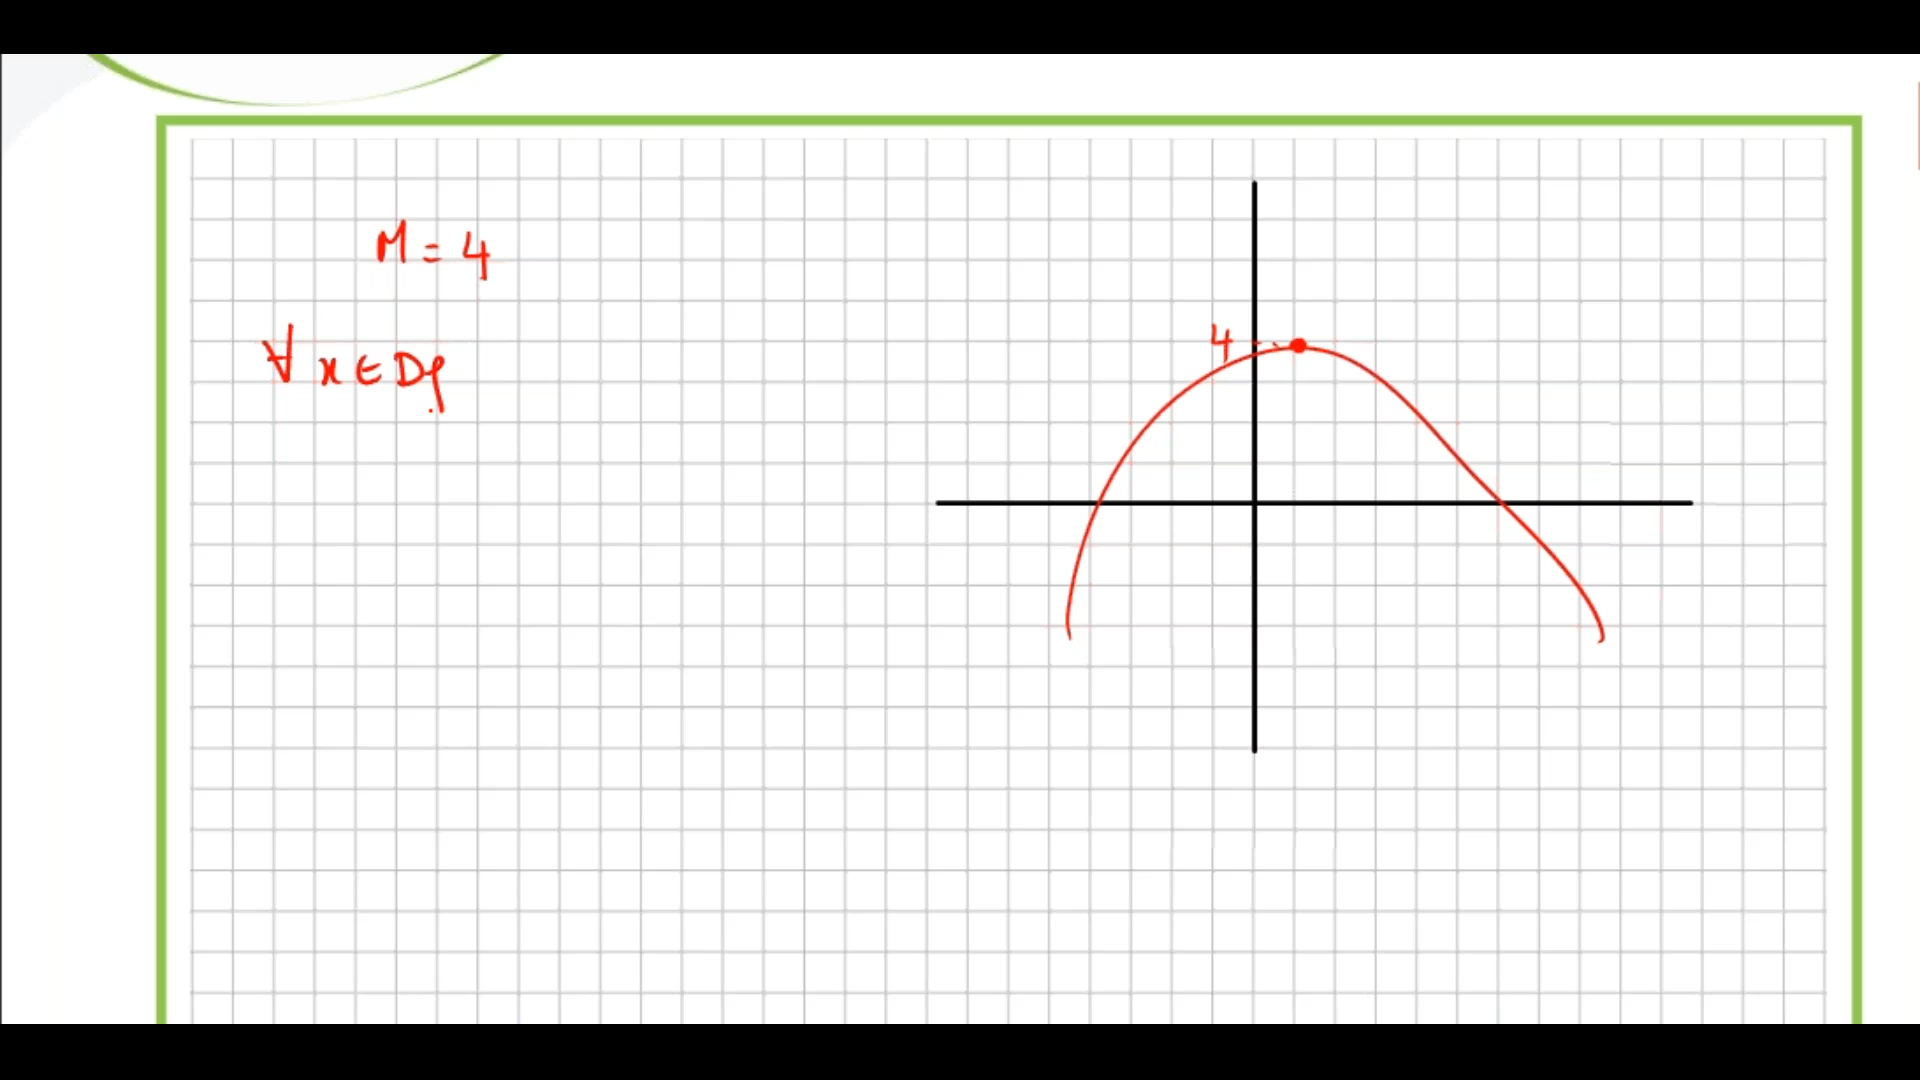 M = 4
∀ x ∈ Df
4